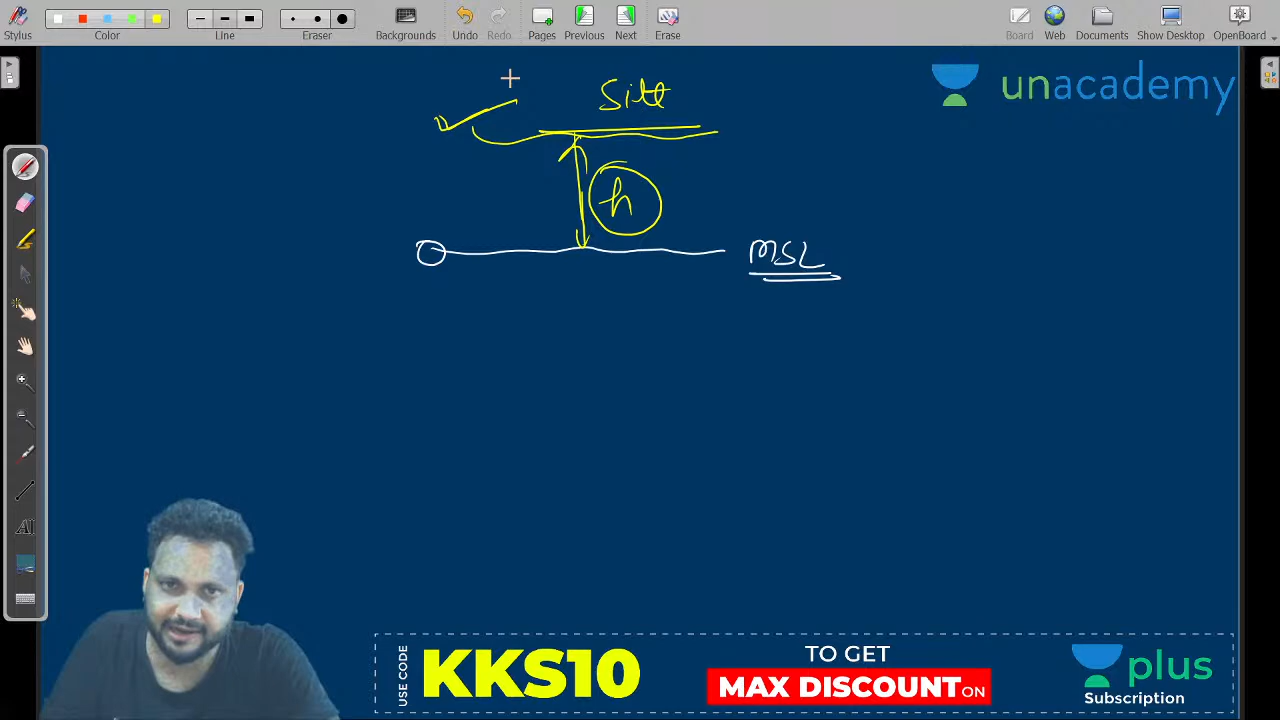 Stylus
Color
Line
Eraser
Backgrounds
Undo
Redo
Pages
Previous
Next
Erase
Board
Web
Documents
Show Desktop
OpenBoard
unacademy
Site
h
MSL
USE CODE
KKS10
TO GET
MAX DISCOUNT ON
plus
Subscription